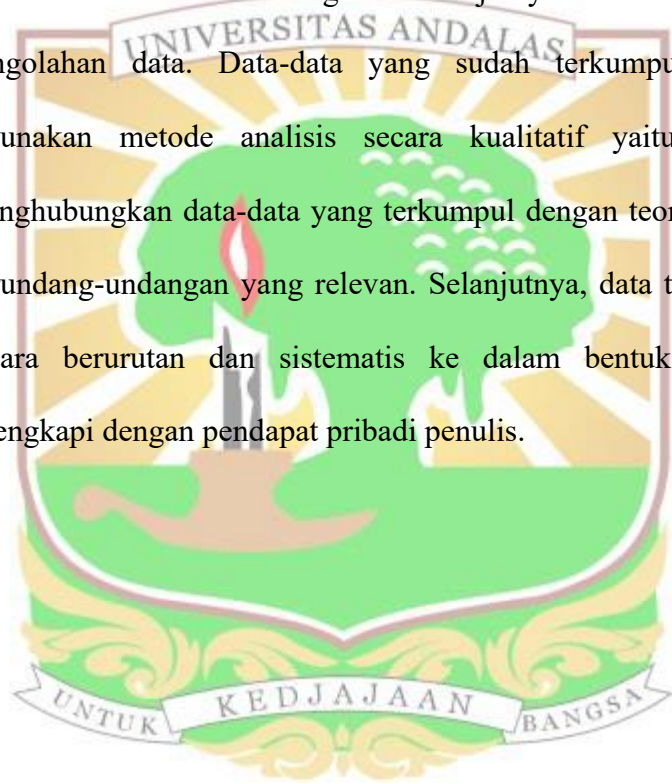 UNIVERSITAS ANDALAS
ngolahan data. Data-data yang sudah terkumpu
unakan metode analisis secara kualitatif yaitu
nghubungkan data-data yang terkumpul dengan teor
undang-undangan yang relevan. Selanjutnya, data t
ara berurutan dan sistematis ke dalam bentuk
engkapi dengan pendapat pribadi penulis.
UNTUK KEDJAJAAN BANGSA